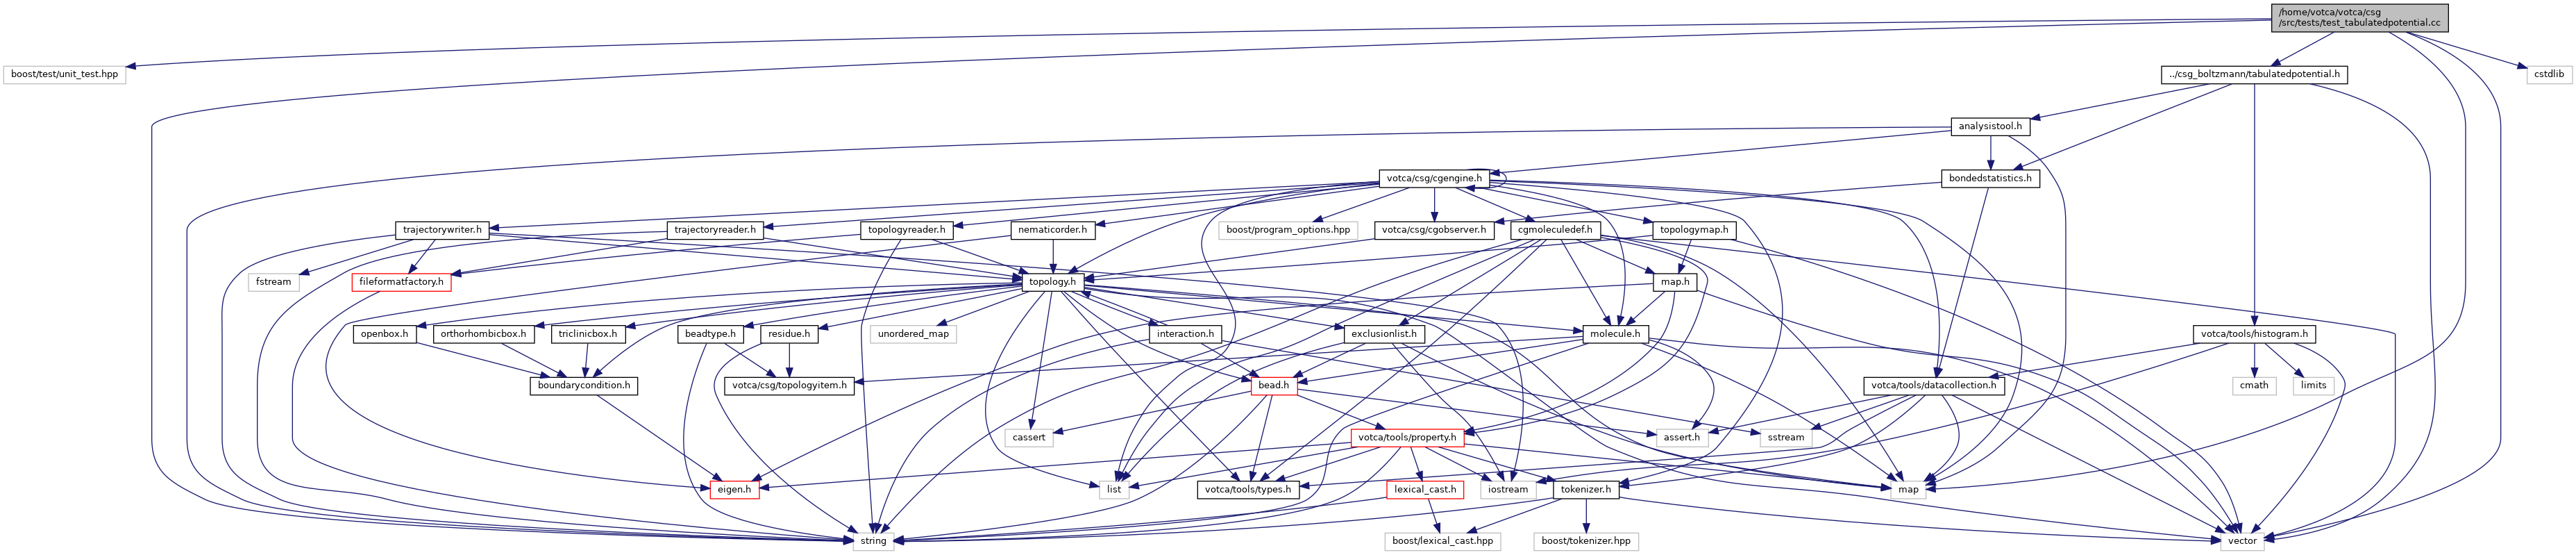 /home/votca/votca/csg
/src/tests/test_tabulatedpotential.cc
boost/test/unit_test.hpp
../csg_boltzmann/tabulatedpotential.h
cstdlib
analysistool.h
votca/csg/cgengine.h
bondedstatistics.h
trajectorywriter.h
trajectoryreader.h
topologyreader.h
nematicorder.h
boost/program_options.hpp
votca/csg/cgobserver.h
cgmoleculedef.h
topologymap.h
fstream
fileformatfactory.h
topology.h
map.h
openbox.h
orthorhombicbox.h
triclinicbox.h
beadtype.h
residue.h
unordered_map
interaction.h
exclusionlist.h
molecule.h
votca/tools/histogram.h
boundarycondition.h
votca/csg/topologyitem.h
bead.h
votca/tools/datacollection.h
cmath
limits
cassert
votca/tools/property.h
assert.h
sstream
eigen.h
list
votca/tools/types.h
lexical_cast.h
iostream
tokenizer.h
map
string
boost/lexical_cast.hpp
boost/tokenizer.hpp
vector